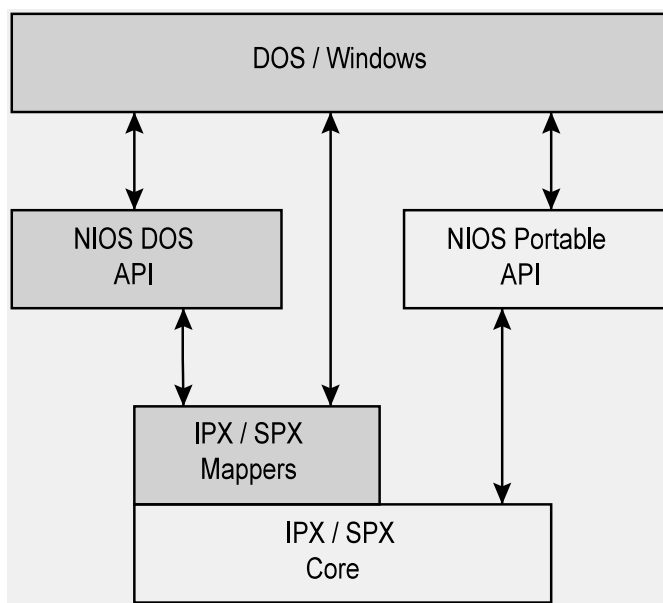 DOS / Windows
NIOS DOS
API
NIOS Portable
API
IPX / SPX
Mappers
IPX / SPX
Core